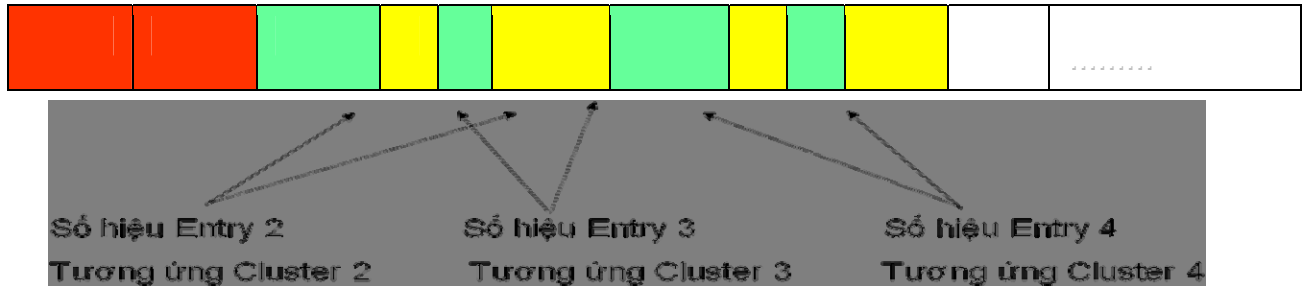 .........
Số hiệu Entry 2
Số hiệu Entry 3
Số hiệu Entry 4
Tương ứng Cluster 2
Tương ứng Cluster 3
Tương ứng Cluster 4